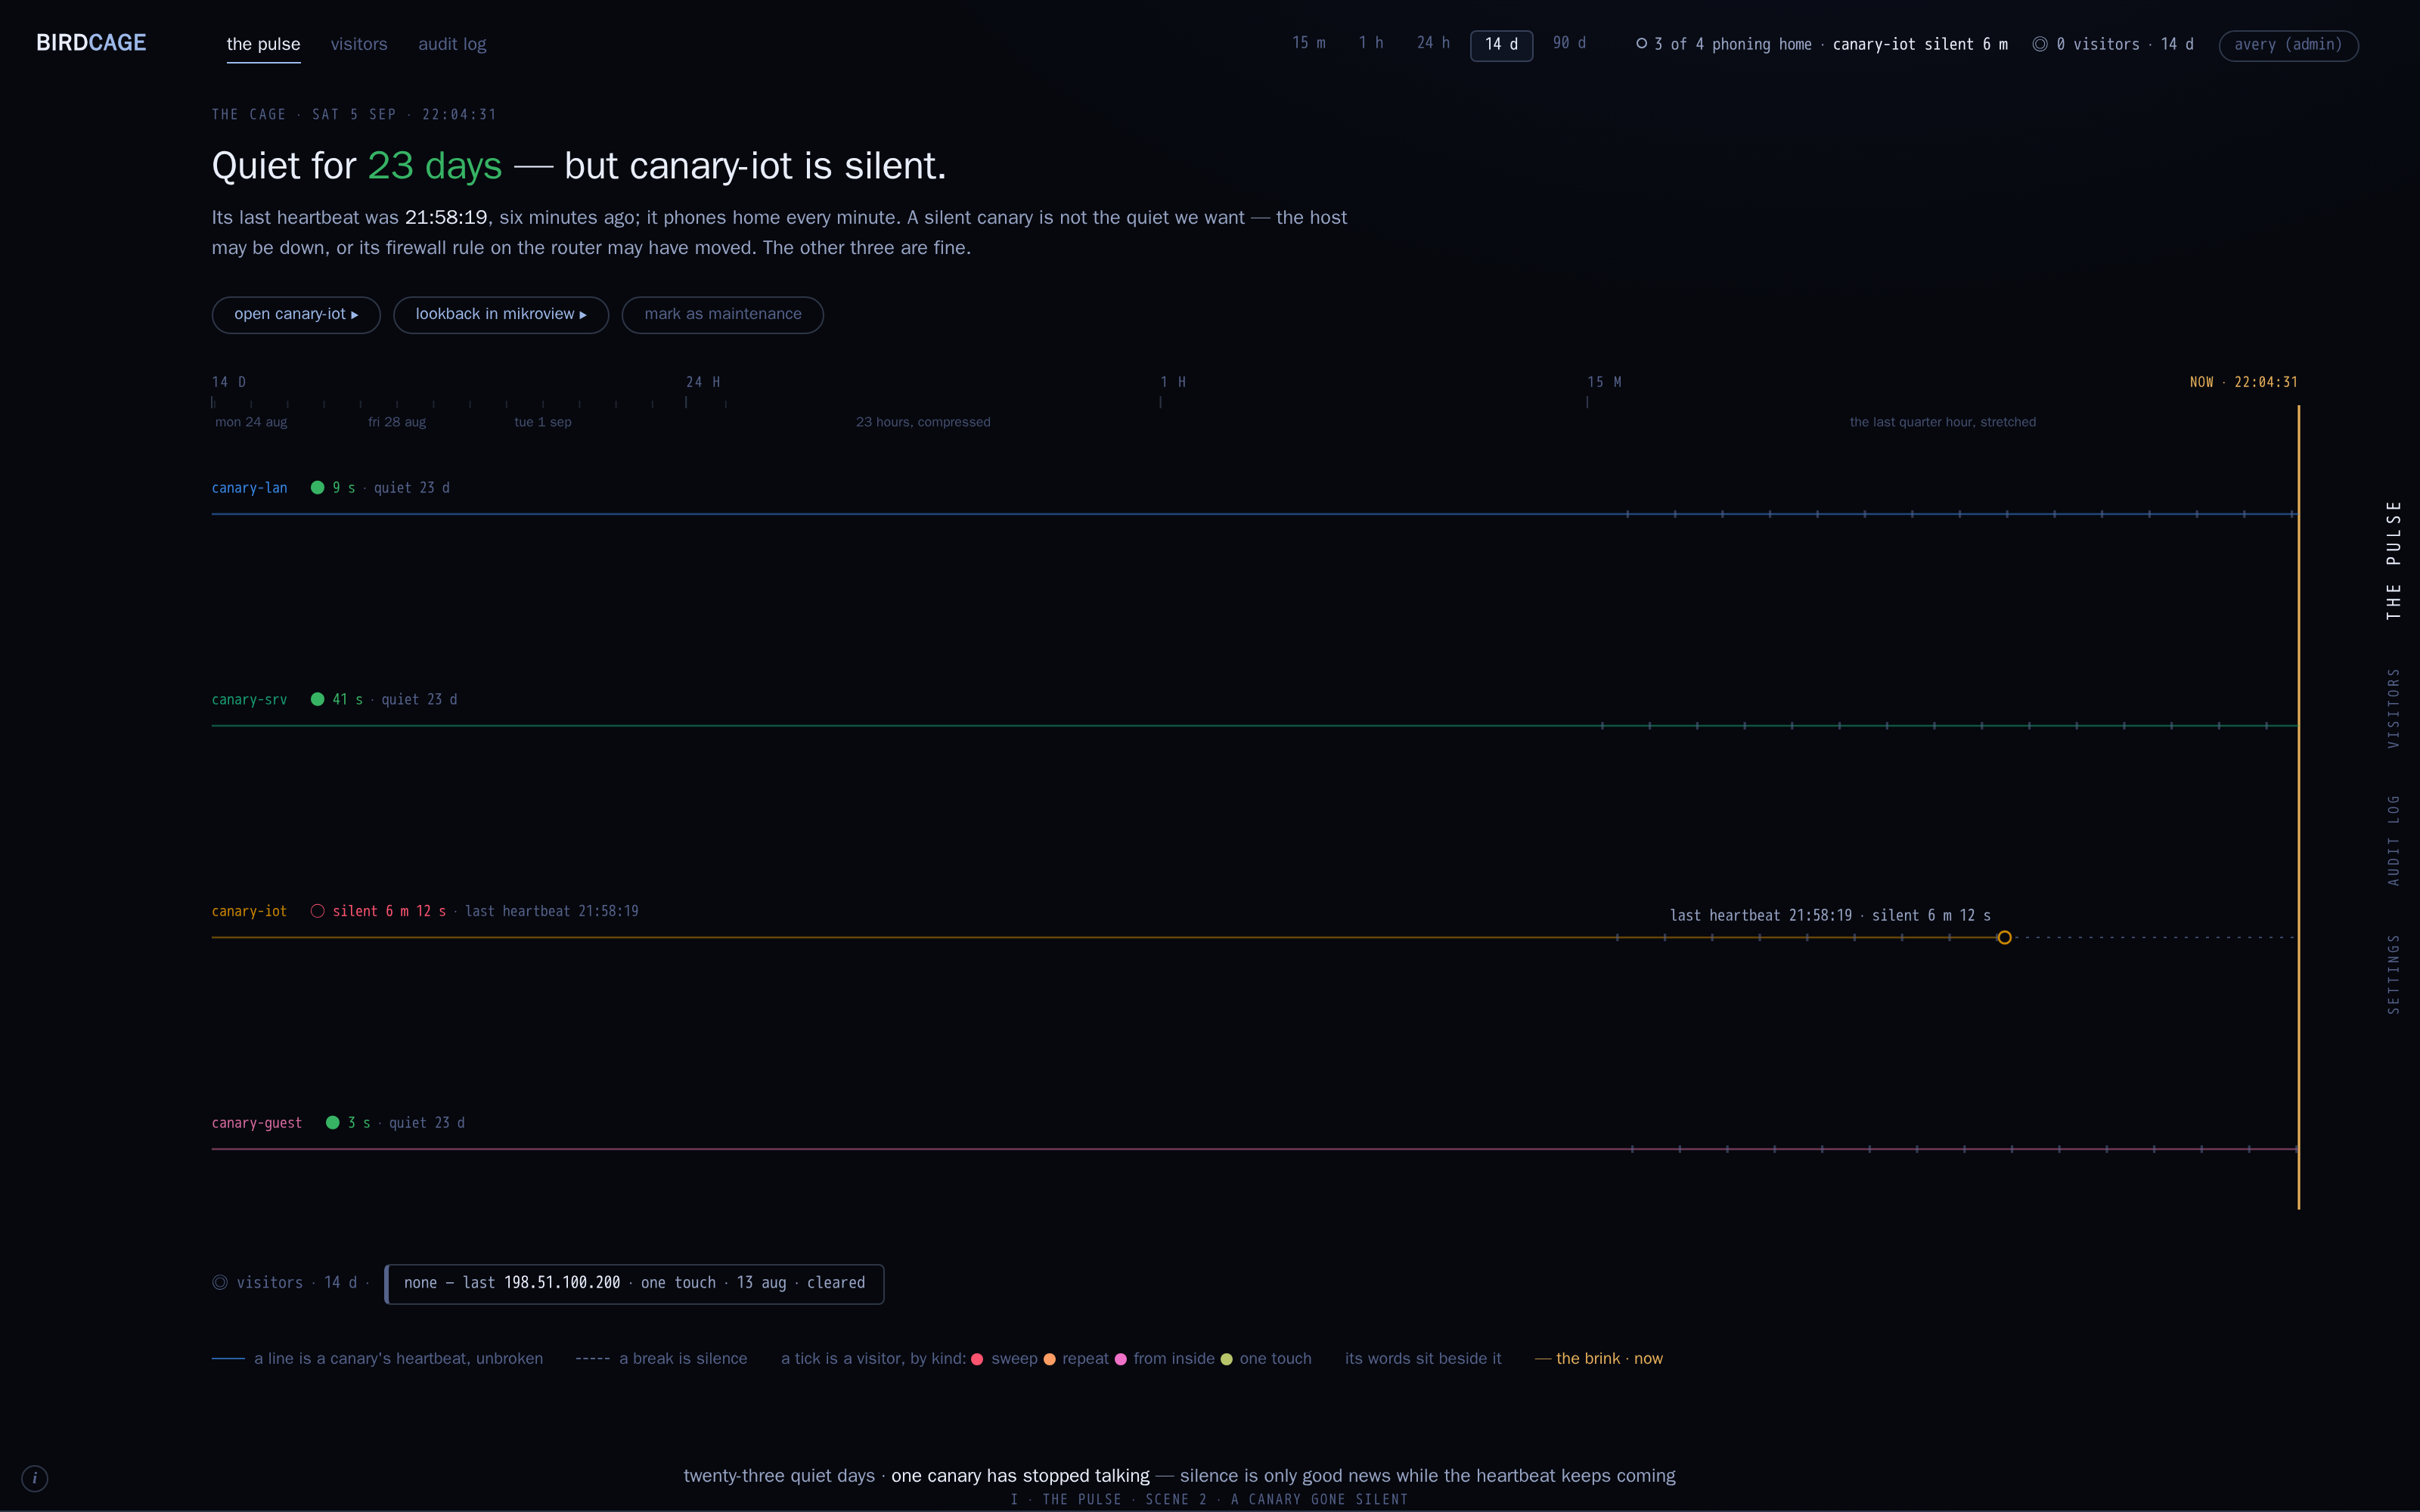 BIRDCAGE
the pulse visitors audit log
15 m 1 h 24 h 14 d 90 d
3 of 4 phoning home · canary-iot silent 6 m
0 visitors · 14 d
avery (admin)
THE CAGE · SAT 5 SEP · 22:04:31
Quiet for 23 days — but canary-iot is silent.
Its last heartbeat was 21:58:19, six minutes ago; it phones home every minute. A silent canary is not the quiet we want — the host
may be down, or its firewall rule on the router may have moved. The other three are fine.
open canary-iot ▸ lookback in mikroview ▸ mark as maintenance
14 D 24 H 1 H 15 M NOW · 22:04:31
mon 24 aug fri 28 aug tue 1 sep 23 hours, compressed the last quarter hour, stretched
canary-lan 9 s · quiet 23 d
canary-srv 41 s · quiet 23 d
canary-iot silent 6 m 12 s · last heartbeat 21:58:19
last heartbeat 21:58:19 · silent 6 m 12 s
canary-guest 3 s · quiet 23 d
THE PULSE
VISITORS
AUDIT LOG
SETTINGS
visitors · 14 d ·
none — last 198.51.100.200 · one touch · 13 aug · cleared
a line is a canary's heartbeat, unbroken a break is silence a tick is a visitor, by kind: sweep repeat from inside one touch its words sit beside it — the brink · now
i
twenty-three quiet days · one canary has stopped talking — silence is only good news while the heartbeat keeps coming
I · THE PULSE · SCENE 2 · A CANARY GONE SILENT